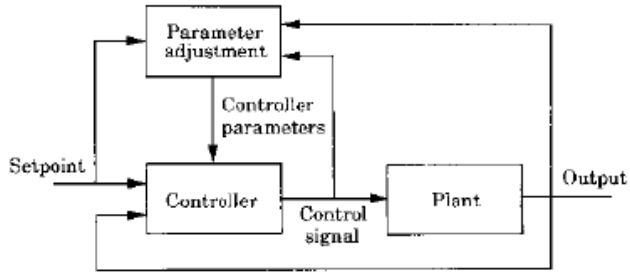 Parameter
adjustment
Controller
parameters
Setpoint
Controller
Control
signal
Plant
Output